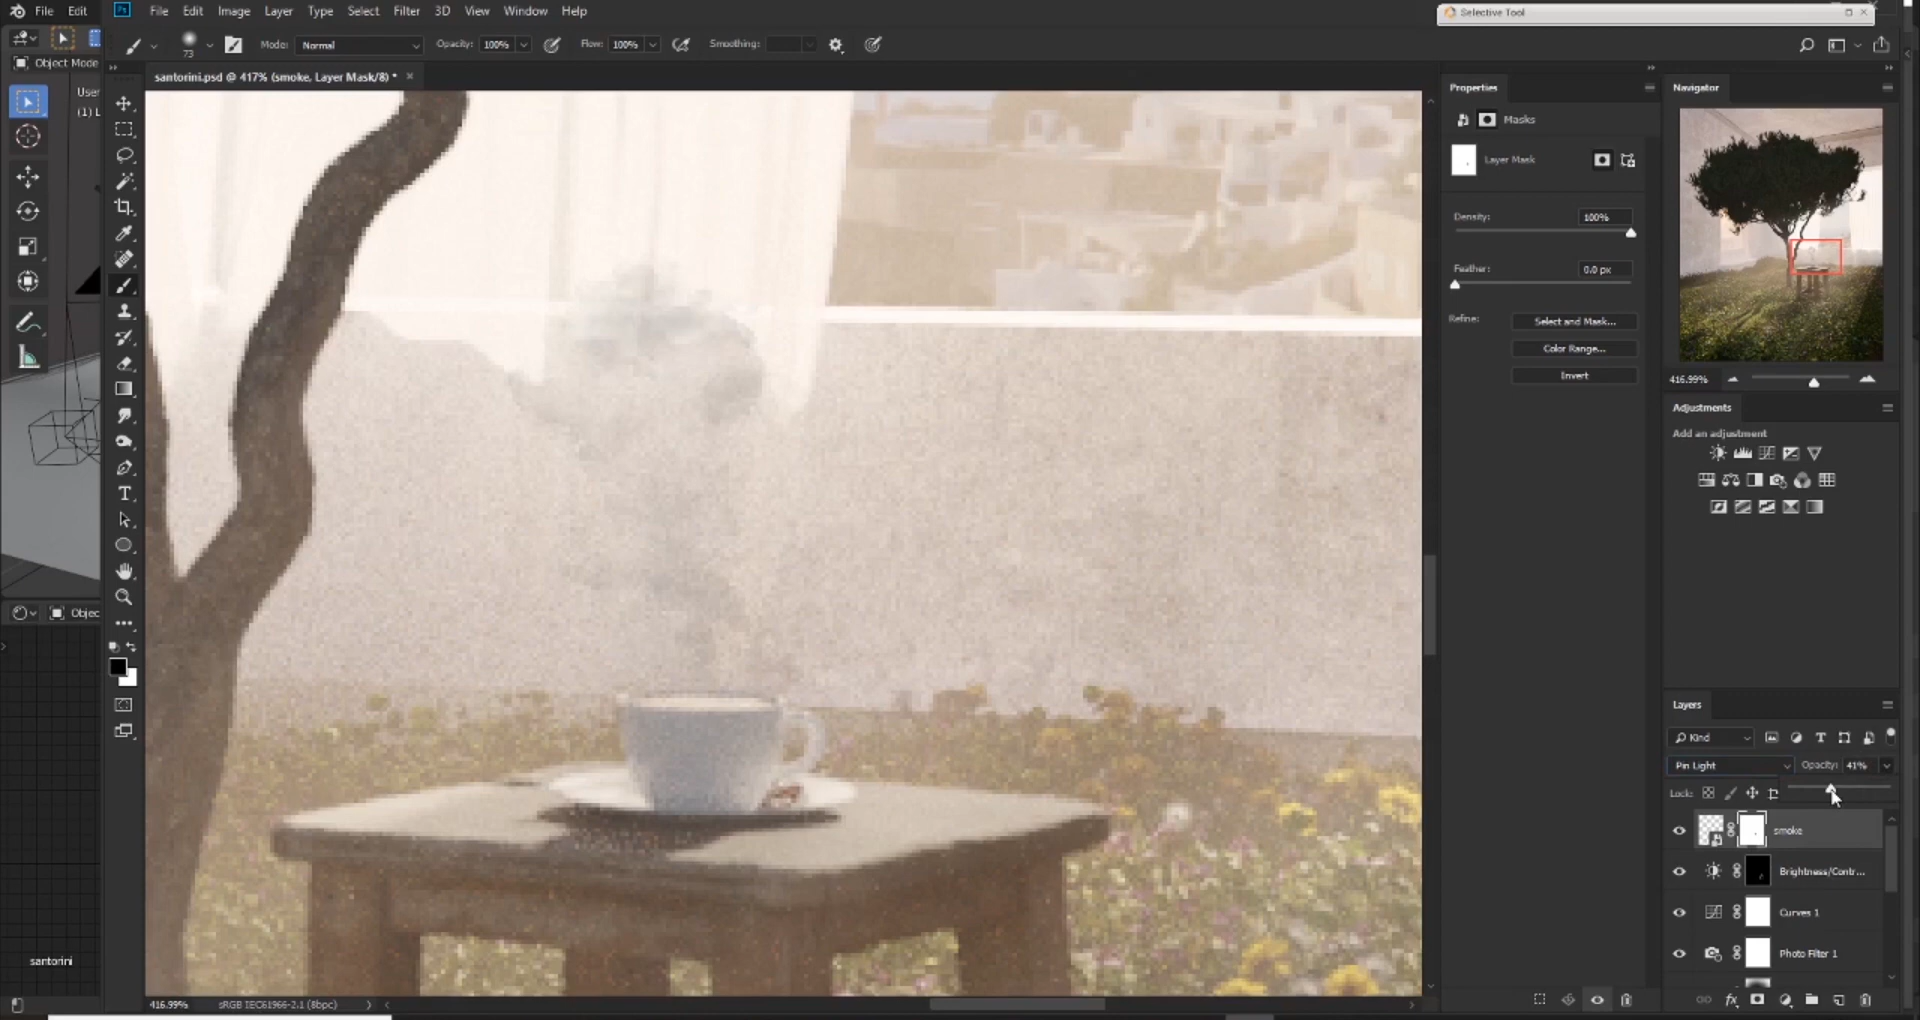 File Edit
File Edit Image Layer Type Select Filter 3D View Window Help
Selective Tool
73
Mode: Normal
Opacity: 100%
Flow: 100%
Smoothing:
Object Mode
santorini.psd @ 417% (smoke, Layer Mask/8) *
User
(1) L
Properties
Masks
Layer Mask
Density: 100%
Feather: 0.0 px
Refine:
Select and Mask...
Color Range...
Invert
Navigator
416.99%
Adjustments
Add an adjustment
Layers
Kind
Pin Light
Opacity: 41%
Lock:
smoke
Brightness/Contr...
Curves 1
Photo Filter 1
Objec
santorini
416.99%
sRGB IEC61966-2.1 (8bpc)